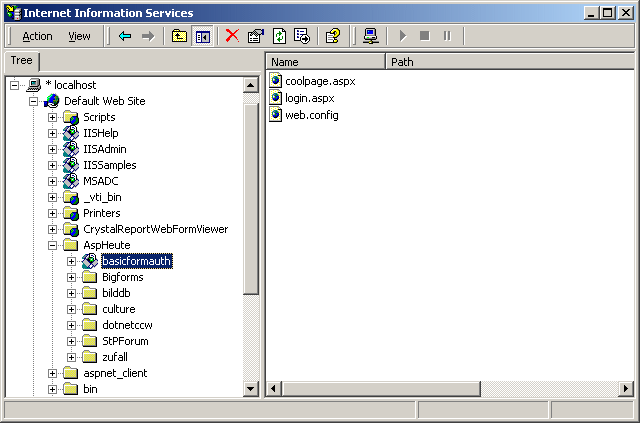 Internet Information Services
Action View
Tree
Name Path
* localhost
Default Web Site
Scripts
IISHelp
IISAdmin
IISSamples
MSADC
_vti_bin
Printers
CrystalReportWebFormViewer
AspHeute
basicformauth
Bigforms
bilddb
culture
dotnetccw
StPForum
zufall
aspnet_client
bin
coolpage.aspx
login.aspx
web.config